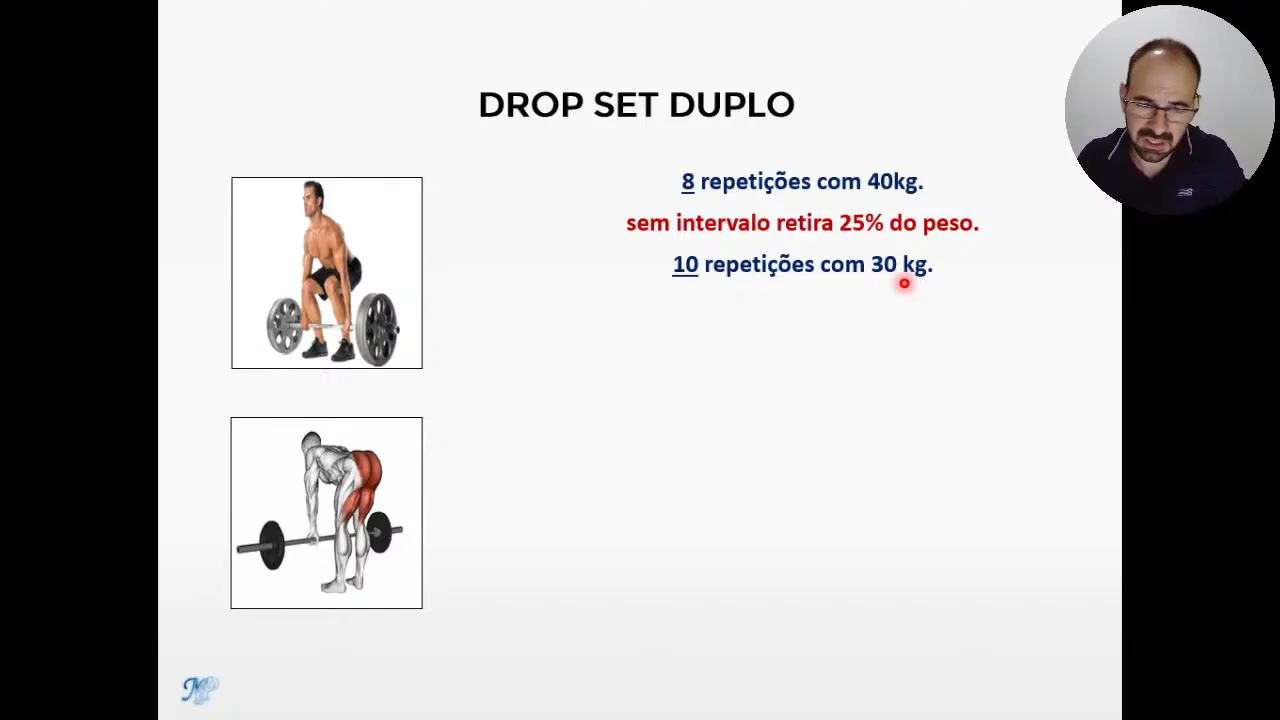 DROP SET DUPLO
8 repetições com 40kg.
sem intervalo retira 25% do peso.
10 repetições com 30 kg.